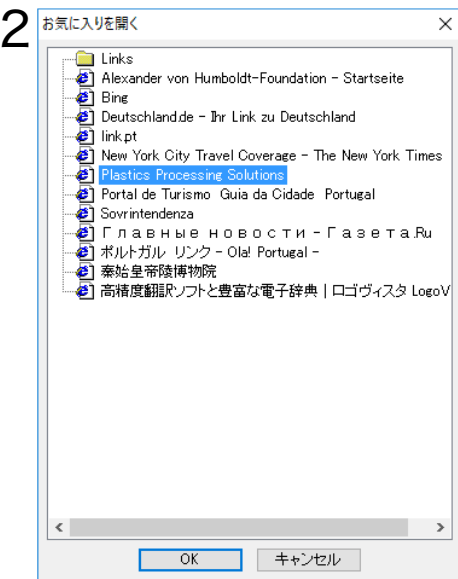 2
お気に入りを開く
Links
Alexander von Humboldt-Foundation - Startseite
Bing
Deutschland.de - Ihr Link zu Deutschland
link.pt
New York City Travel Coverage - The New York Times
Plastics Processing Solutions
Portal de Turismo Guia da Cidade Portugal
Sovrintendenza
Главные новости - Газета.Ru
ポルトガル リンク - Ola! Portugal -
秦始皇帝陵博物院
高精度翻訳ソフトと豊富な電子辞典 | ロゴヴィスタ LogoV
OK
キャンセル